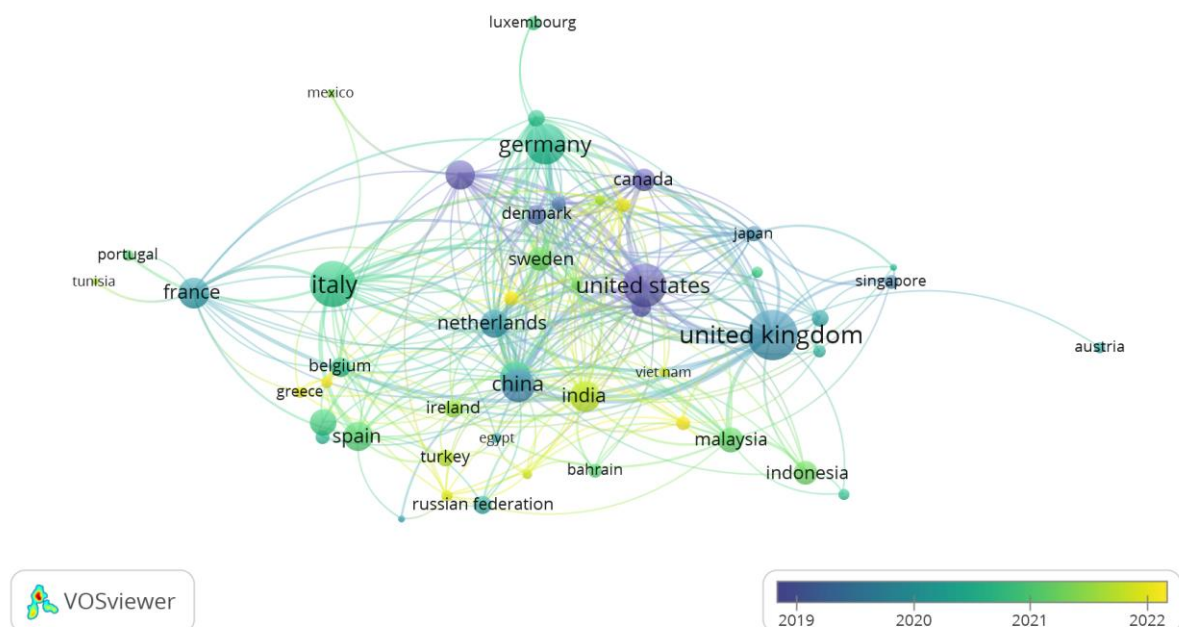 luxembourg
mexico
germany
canada
denmark
japan
portugal
sweden
tunisia
france
italy
united states
singapore
netherlands
united kingdom
austria
belgium
viet nam
china
greece
india
ireland
spain
egypt
malaysia
turkey
bahrain
indonesia
russian federation
VOSviewer
2019 2020 2021 2022